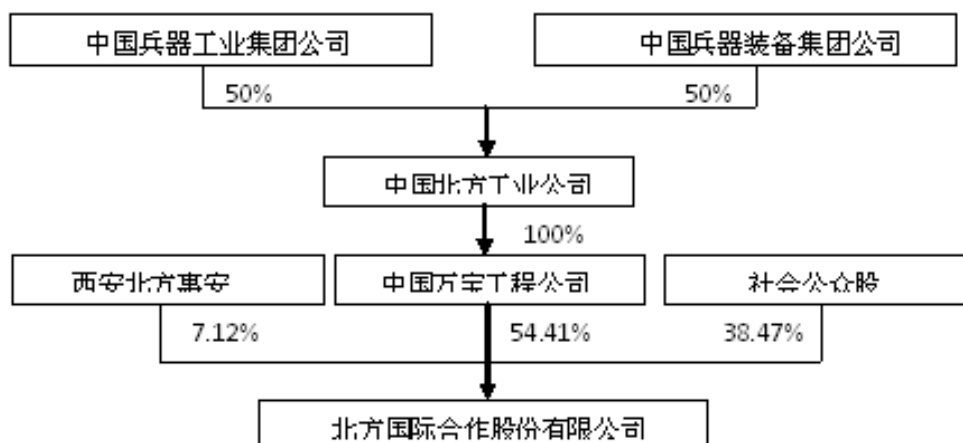 中国兵器工业集团公司
中国兵器装备集团公司
50%
50%
中国北方工业公司
100%
西安北方惠安
中国万宝工程公司
社会公众股
7.12%
54.41%
38.47%
北方国际合作股份有限公司